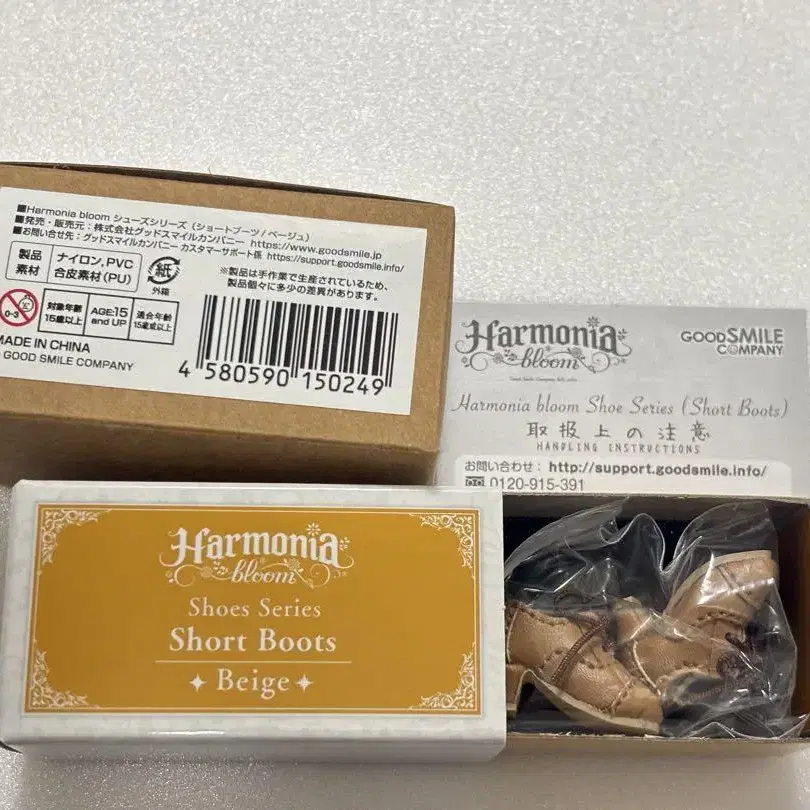 ■Harmonia bloom シューズシリーズ (ショートブーツ/ベージュ)
■発売・販売元:株式会社グッドスマイルカンパニー https://www.goodsmile.jp
■お問い合わせ先:グッドスマイルカンパニー カスタマーサポート係 https://support.goodsmile.info/
製品素材
ナイロン,PVC
合皮素材(PU)
紙
外箱
※製品は手作業で生産されているため、
製品個々に多少の差異があります。
0-3
対象年齢
15歳以上
AGE:15
and UP
適合年齢
15歳或以上
MADE IN CHINA
GOOD SMILE COMPANY
4 580590 150249
Harmonia
bloom
GOOD SMILE
COMPANY
Harmonia bloom Shoe Series (Short Boots)
取扱上の注意
HANDLING INSTRUCTIONS
お問い合わせ: http://support.goodsmile.info/
0120-915-391
Harmonia
bloom
Shoes Series
Short Boots
Beige